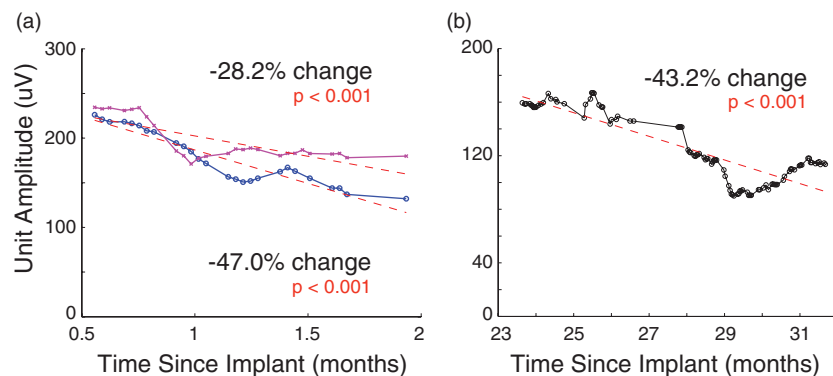 (a)
300
200
100
0
Unit Amplitude (uV)
-28.2% change
p < 0.001
-47.0% change
p < 0.001
0.5 1 1.5 2
Time Since Implant (months)
(b)
200
160
120
80
40
0
-43.2% change
p < 0.001
23 25 27 29 31
Time Since Implant (months)